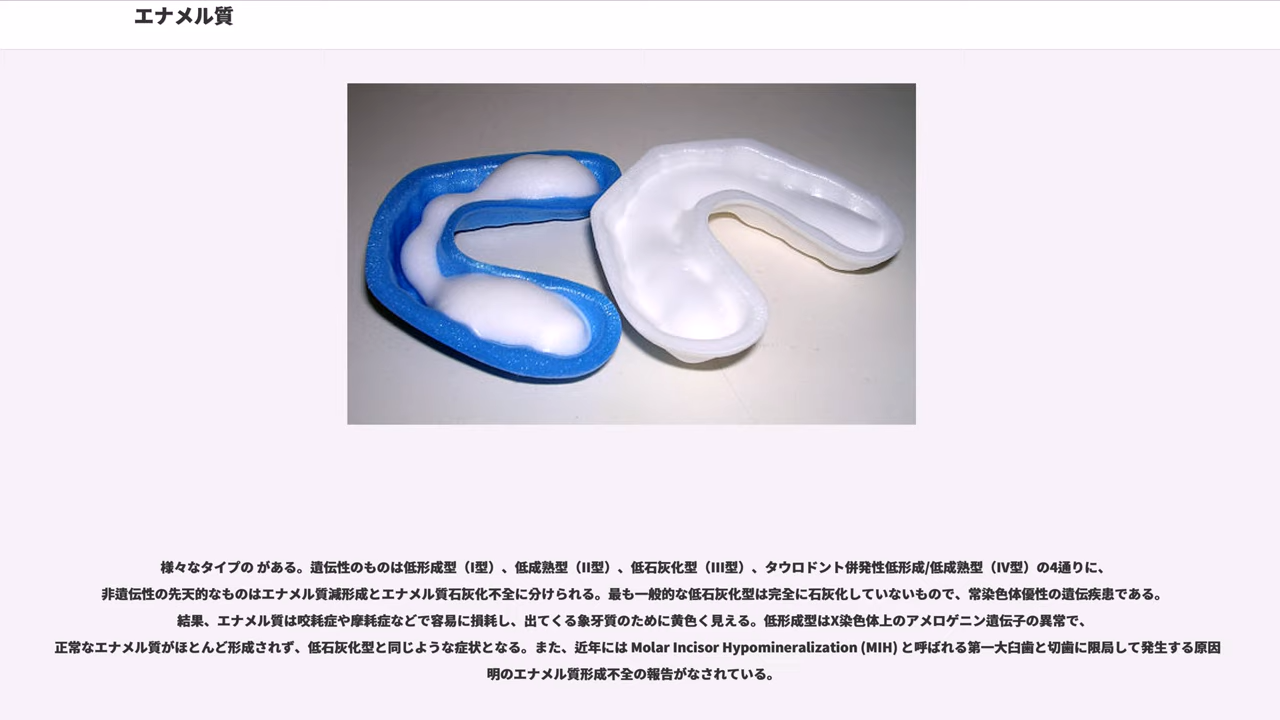 エナメル質
様々なタイプの がある。遺伝性のものは低形成型（I型）、低成熟型（II型）、低石灰化型（III型）、タウロドント併発性低形成/低成熟型（IV型）の4通りに、
非遺伝性の先天的なものはエナメル質減形成とエナメル質石灰化不全に分けられる。最も一般的な低石灰化型は完全に石灰化していないもので、常染色体優性の遺伝疾患である。
結果、エナメル質は咬耗症や摩耗症などで容易に損耗し、出てくる象牙質のために黄色く見える。低形成型はX染色体上のアメロゲニン遺伝子の異常で、
正常なエナメル質がほとんど形成されず、低石灰化型と同じような症状となる。また、近年には Molar Incisor Hypomineralization (MIH) と呼ばれる第一大臼歯と切歯に限局して発生する原因
明のエナメル質形成不全の報告がなされている。